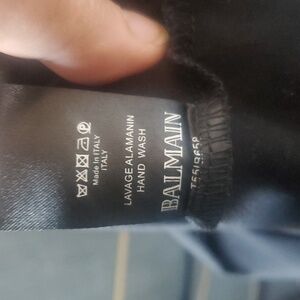 Made In ITALY
ITALY
LAVAGE ALAMANIN
HAND WASH
BALMAIN